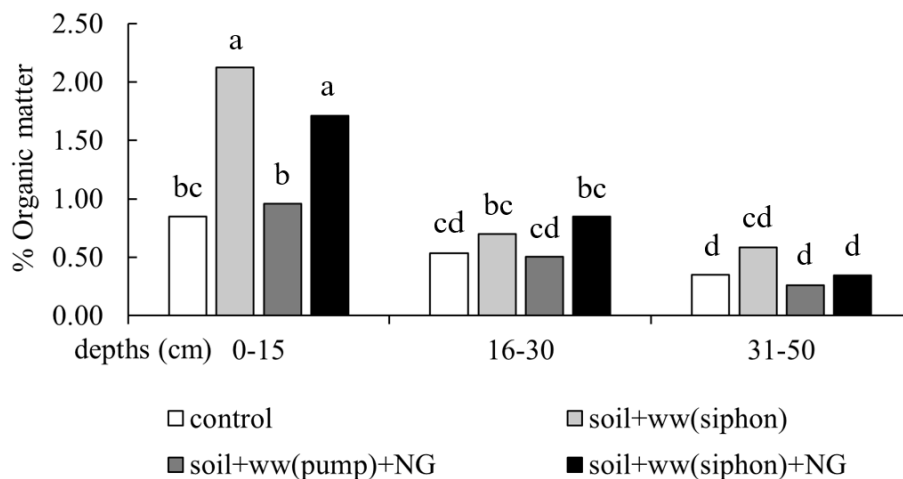 2.50
2.00
1.50
1.00
0.50
0.00
% Organic matter
bc a b a
cd bc cd bc
d cd d d
depths (cm) 0-15 16-30 31-50
control soil+ww(siphon)
soil+ww(pump)+NG soil+ww(siphon)+NG